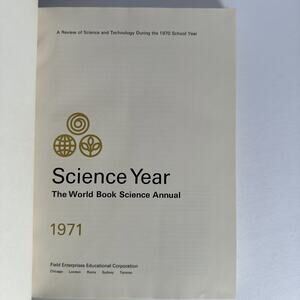 A Review of Science and Technology During the 1970 School Year
Science Year
The World Book Science Annual
1971
Field Enterprises Educational Corporation
Chicago London Rome Sydney Toronto